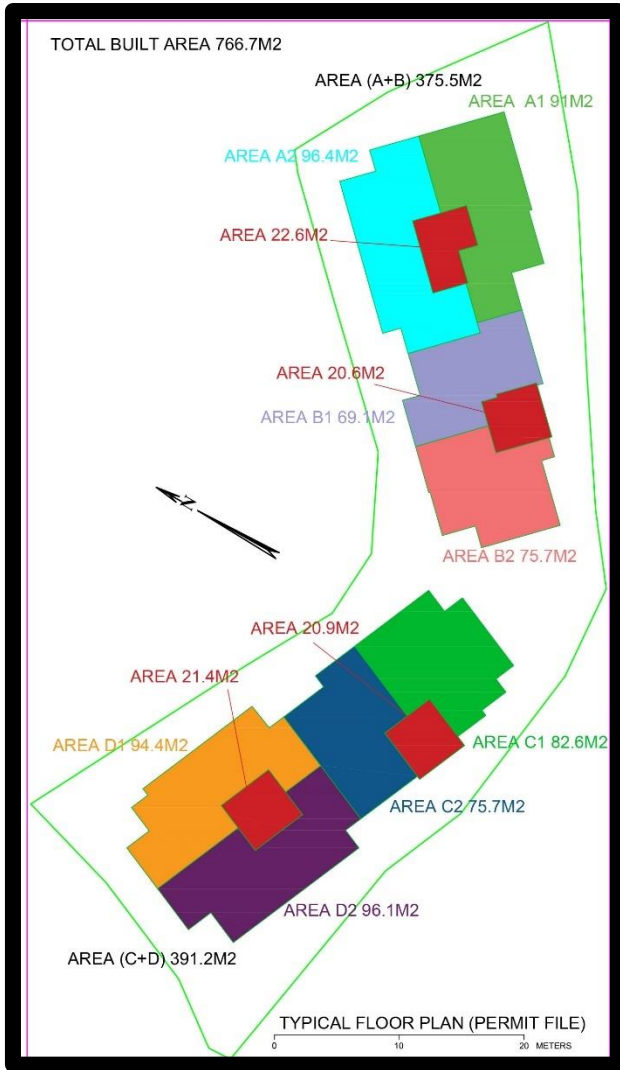 TOTAL BUILT AREA 766.7M2
AREA (A+B) 375.5M2
AREA A1 91M2
AREA A2 96.4M2
AREA 22.6M2
AREA 20.6M2
AREA B1 69.1M2
N
AREA B2 75.7M2
AREA 20.9M2
AREA 21.4M2
AREA D1 94.4M2
AREA C1 82.6M2
AREA C2 75.7M2
AREA D2 96.1M2
AREA (C+D) 391.2M2
TYPICAL FLOOR PLAN (PERMIT FILE)
0 10 20 METERS